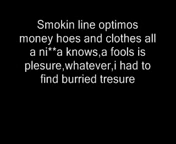 Smokin line optimos
money hoes and clothes all
a ni**a knows,a fools is
plesure,whatever,i had to
find burried tresure